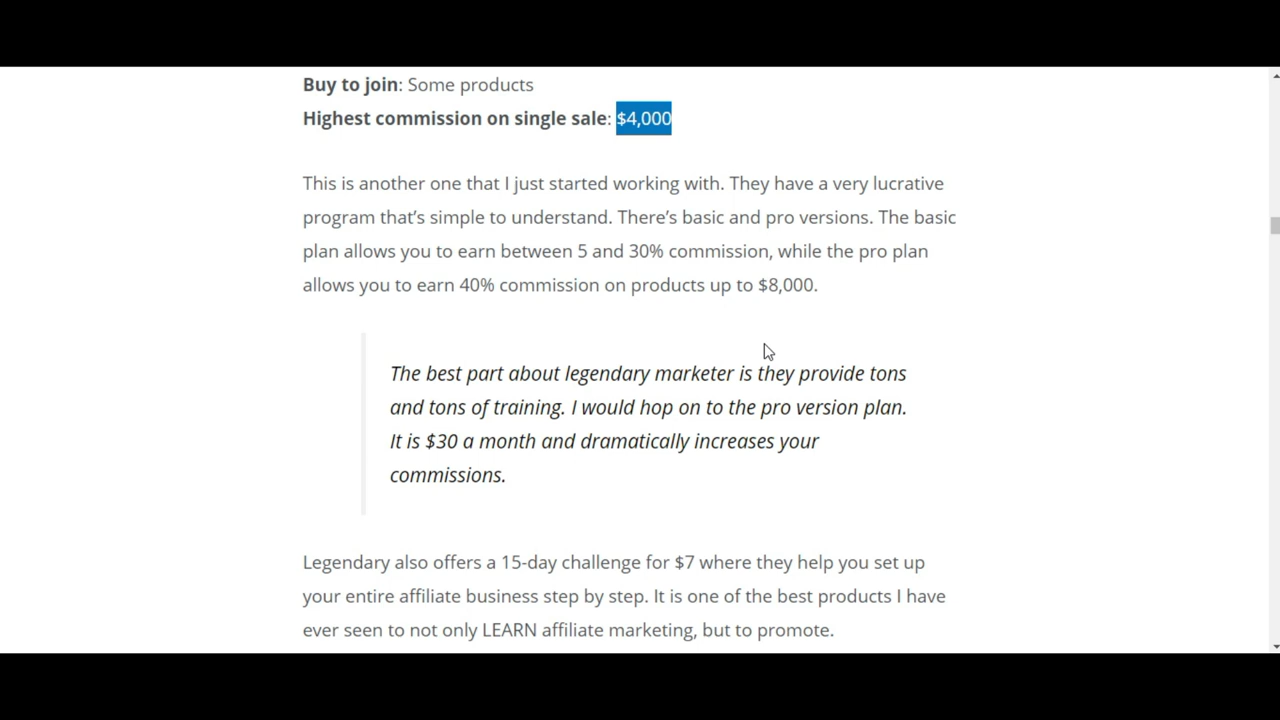 Buy to join: Some products
Highest commission on single sale: $4,000
This is another one that I just started working with. They have a very lucrative
program that’s simple to understand. There’s basic and pro versions. The basic
plan allows you to earn between 5 and 30% commission, while the pro plan
allows you to earn 40% commission on products up to $8,000.
The best part about legendary marketer is they provide tons
and tons of training. I would hop on to the pro version plan.
It is $30 a month and dramatically increases your
commissions.
Legendary also offers a 15-day challenge for $7 where they help you set up
your entire affiliate business step by step. It is one of the best products I have
ever seen to not only LEARN affiliate marketing, but to promote.